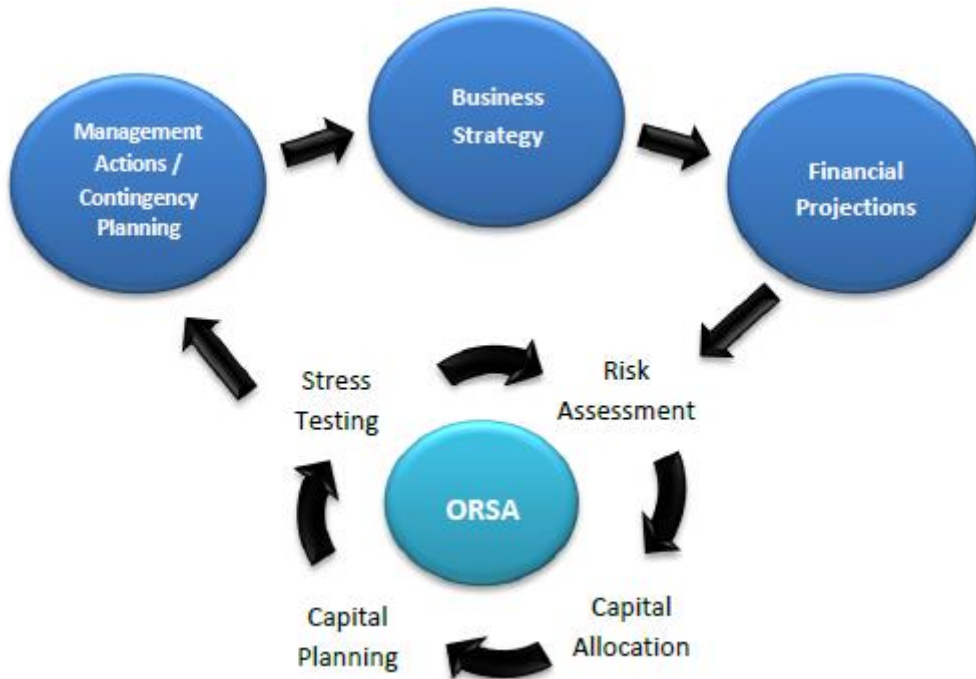 Business
Strategy
Management
Actions /
Contingency
Planning
Financial
Projections
Stress
Testing
Risk
Assessment
ORSA
Capital
Planning
Capital
Allocation